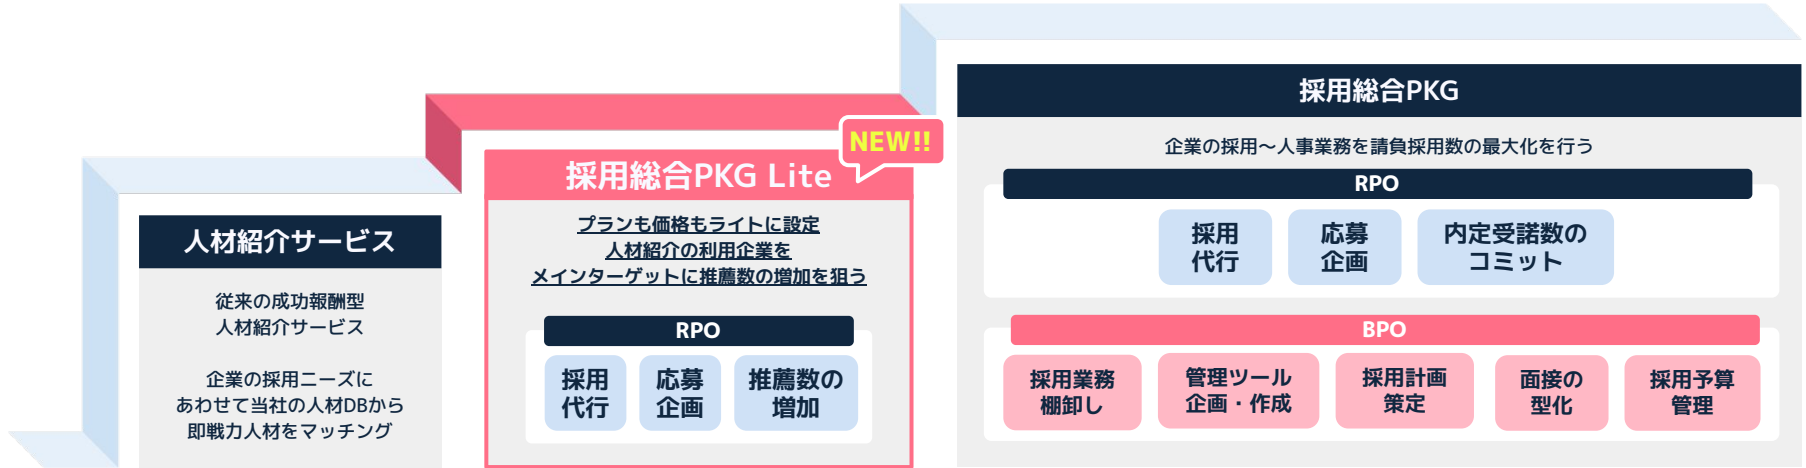 人材紹介サービス
従来の成功報酬型
人材紹介サービス
企業の採用ニーズに
あわせて当社の人材DBから
即戦力人材をマッチング
NEW!!
採用総合PKG Lite
プランも価格もライトに設定
人材紹介の利用企業を
メインターゲットに推薦数の増加を狙う
RPO
採用
代行
応募
企画
推薦数の
増加
採用総合PKG
企業の採用～人事業務を請負採用数の最大化を行う
RPO
採用
代行
応募
企画
内定受諾数の
コミット
BPO
採用業務
棚卸し
管理ツール
企画・作成
採用計画
策定
面接の
型化
採用予算
管理